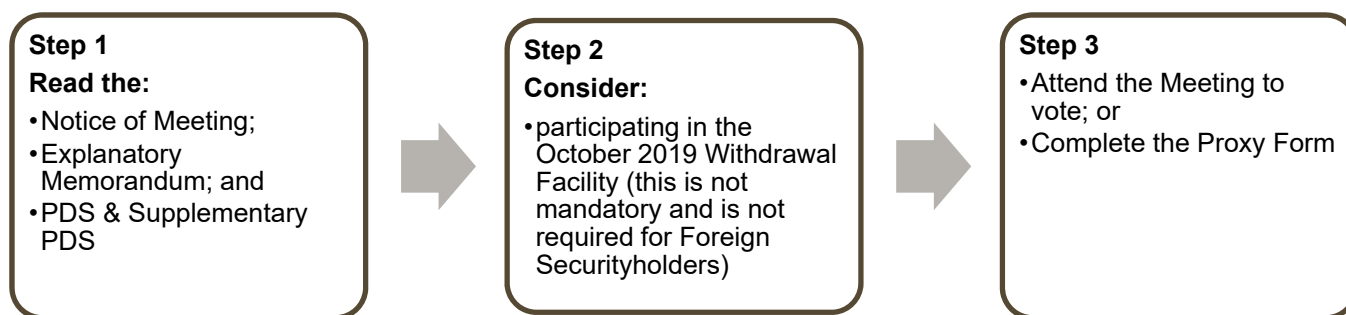 Step 1
Read the:
•Notice of Meeting;
•Explanatory
Memorandum; and
•PDS & Supplementary
PDS
Step 2
Consider:
•participating in the
October 2019 Withdrawal
Facility (this is not
mandatory and is not
required for Foreign
Securityholders)
Step 3
•Attend the Meeting to
vote; or
•Complete the Proxy Form